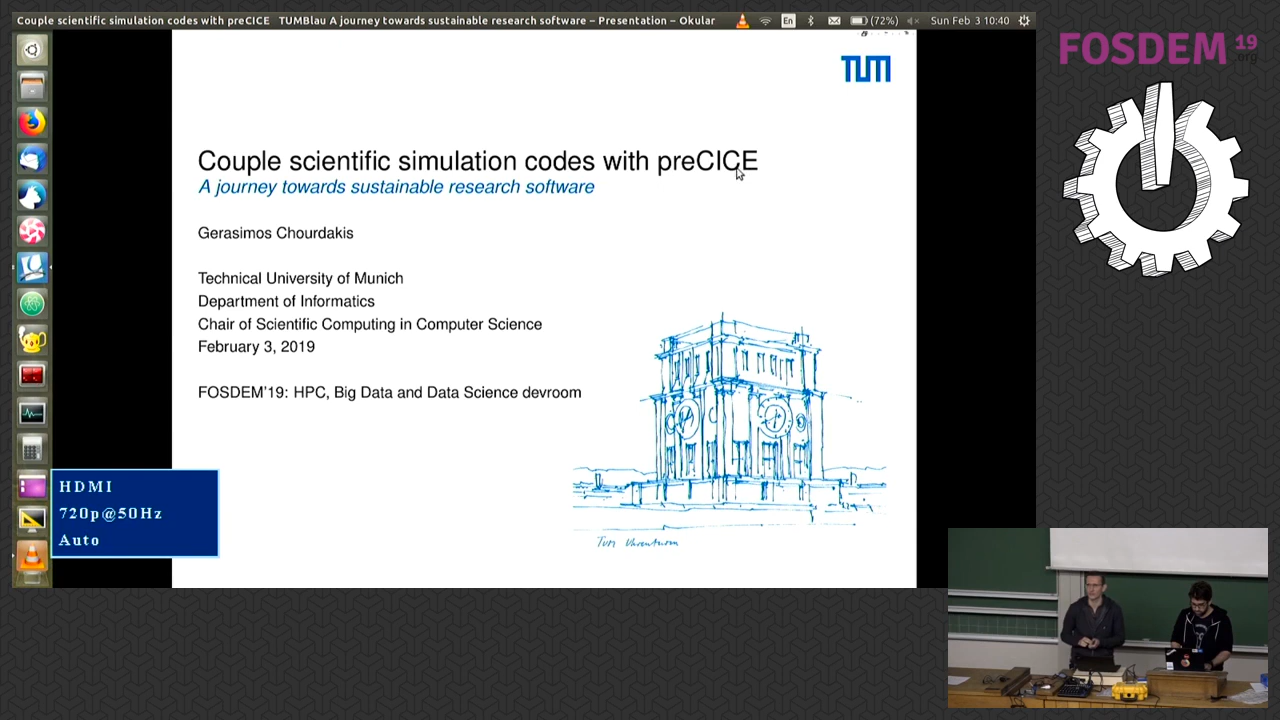 Couple scientific simulation codes with preCICE TUMBlau A journey towards sustainable research software – Presentation – Okular
En
(72%)
Sun Feb 3 10:40
FOSDEM 19
.org
TUM
Couple scientific simulation codes with preCICE
A journey towards sustainable research software
Gerasimos Chourdakis
Technical University of Munich
Department of Informatics
Chair of Scientific Computing in Computer Science
February 3, 2019
FOSDEM'19: HPC, Big Data and Data Science devroom
HDMI
720p@50Hz
Auto
TUM Uhrenturm